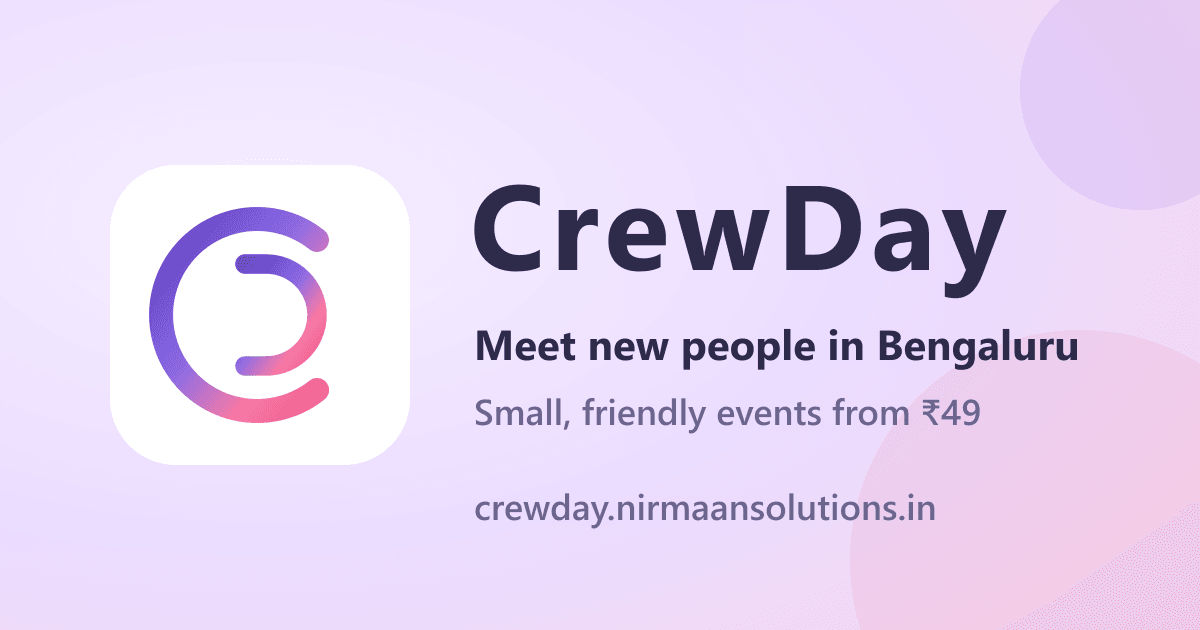 CrewDay
Meet new people in Bengaluru
Small, friendly events from ₹49
crewday.nirmaansolutions.in